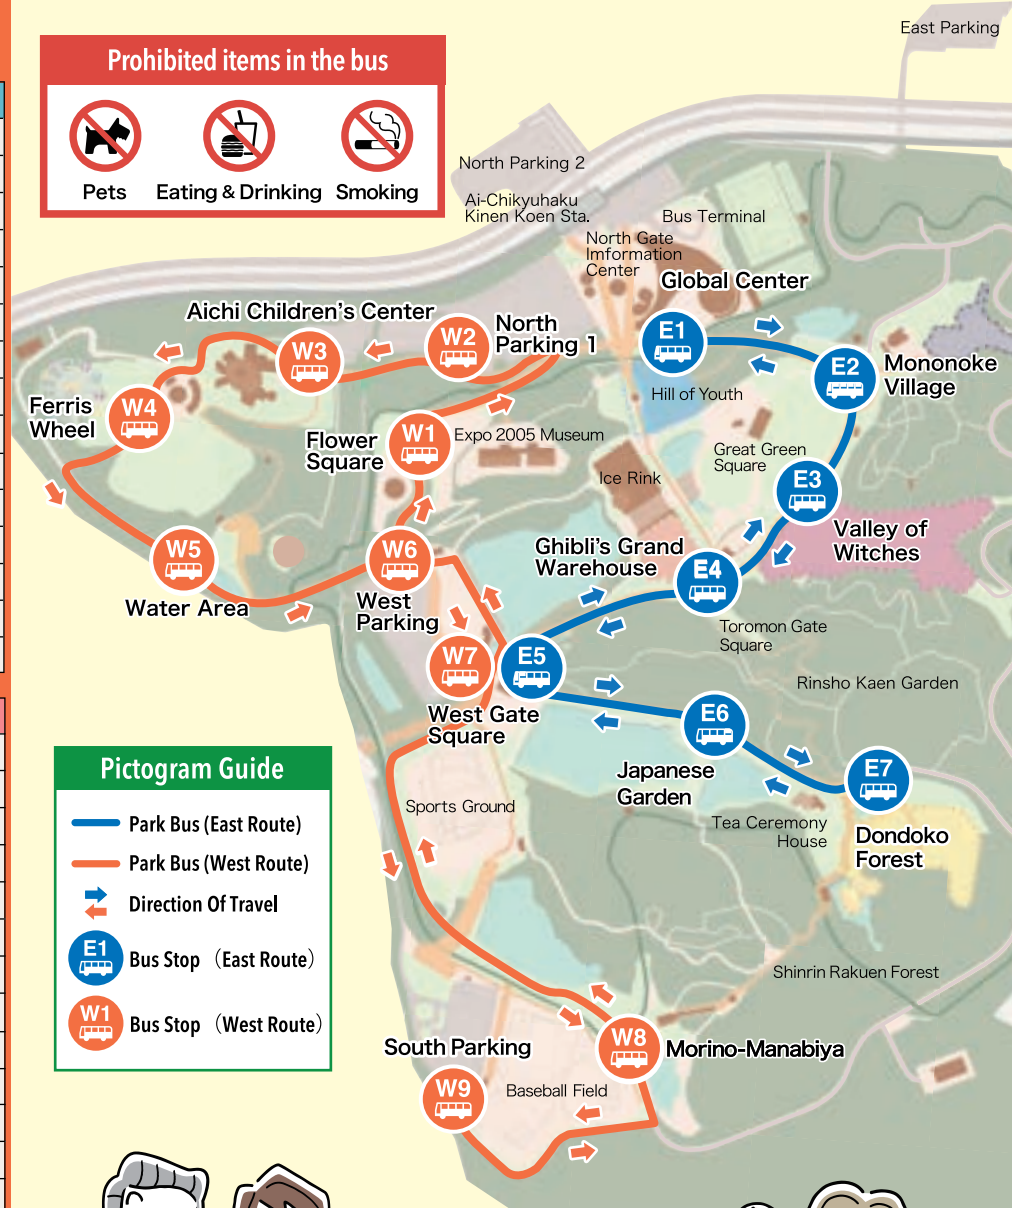 East Parking
Prohibited items in the bus
Pets
Eating & Drinking
Smoking
North Parking 2
Ai-Chikyuhaku
Kinen Koen Sta.
Bus Terminal
North Gate
Imformation
Center
Global Center
Aichi Children's Center
North
Parking 1
W2
W3
E1
E2
Mononoke
Village
Hill of Youth
Ferris
Wheel
W4
Flower
Square
W1
Expo 2005 Museum
Great Green
Square
Ice Rink
E3
Valley of
Witches
W5
Water Area
W6
West
Parking
Ghibli's Grand
Warehouse
E4
Toromon Gate
Square
W7
E5
West Gate
Square
Rinsho Kaen Garden
E6
Japanese
Garden
E7
Dondoko
Forest
Tea Ceremony
House
Sports Ground
Pictogram Guide
Park Bus (East Route)
Park Bus (West Route)
Direction Of Travel
E1
Bus Stop （East Route）
W1
Bus Stop （West Route）
Shinrin Rakuen Forest
W8
Morino-Manabiya
South Parking
W9
Baseball Field